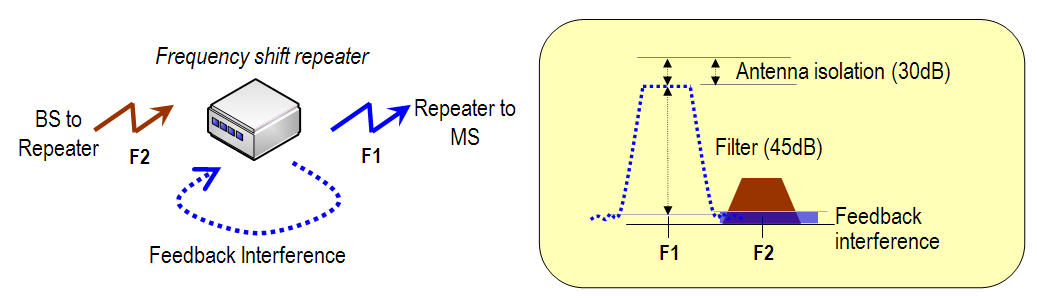 Frequency shift repeater
BS to
Repeater
F2
F1
Repeater to
MS
Feedback Interference
Antenna isolation (30dB)
Filter (45dB)
Feedback
interference
F1
F2